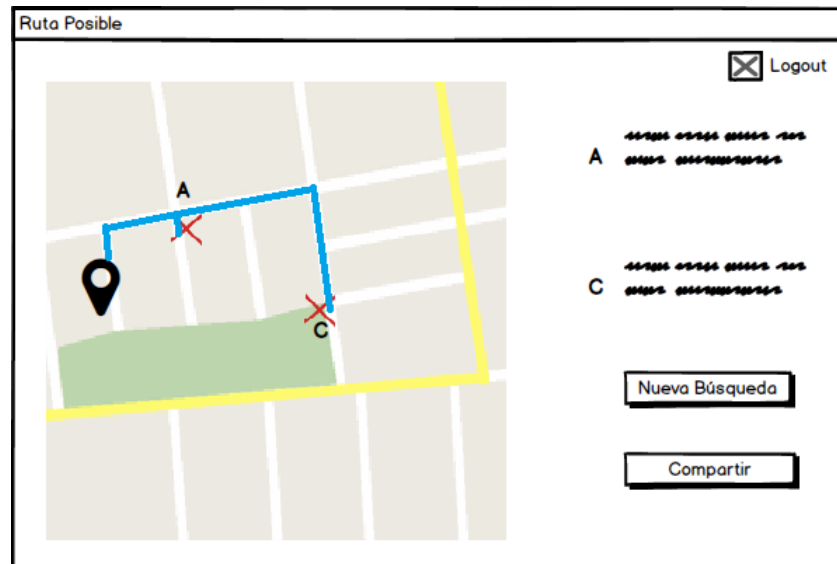 Ruta Posible
Logout
A
A
C
C
Nueva Búsqueda
Compartir